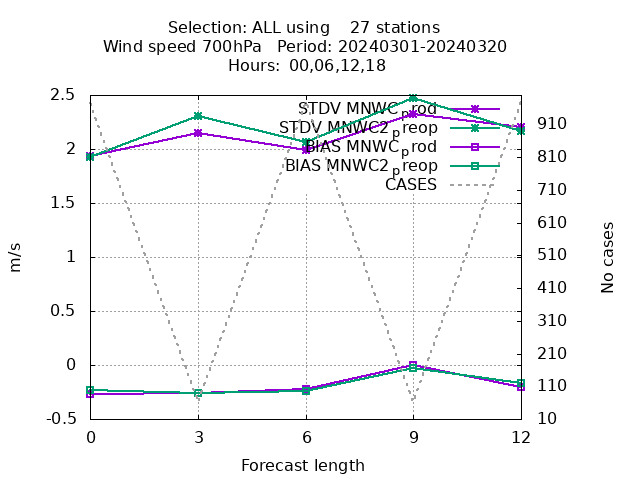 Selection: ALL using 27 stations
Wind speed 700hPa Period: 20240301-20240320
Hours: 00,06,12,18
STDV MNWC_prod
STDV MNWC2_preop
BIAS MNWC_prod
BIAS MNWC2_preop
CASES
2.5
2
1.5
1
0.5
0
-0.5
m/s
910
810
710
610
510
410
310
210
110
10
No cases
0 3 6 9 12
Forecast length